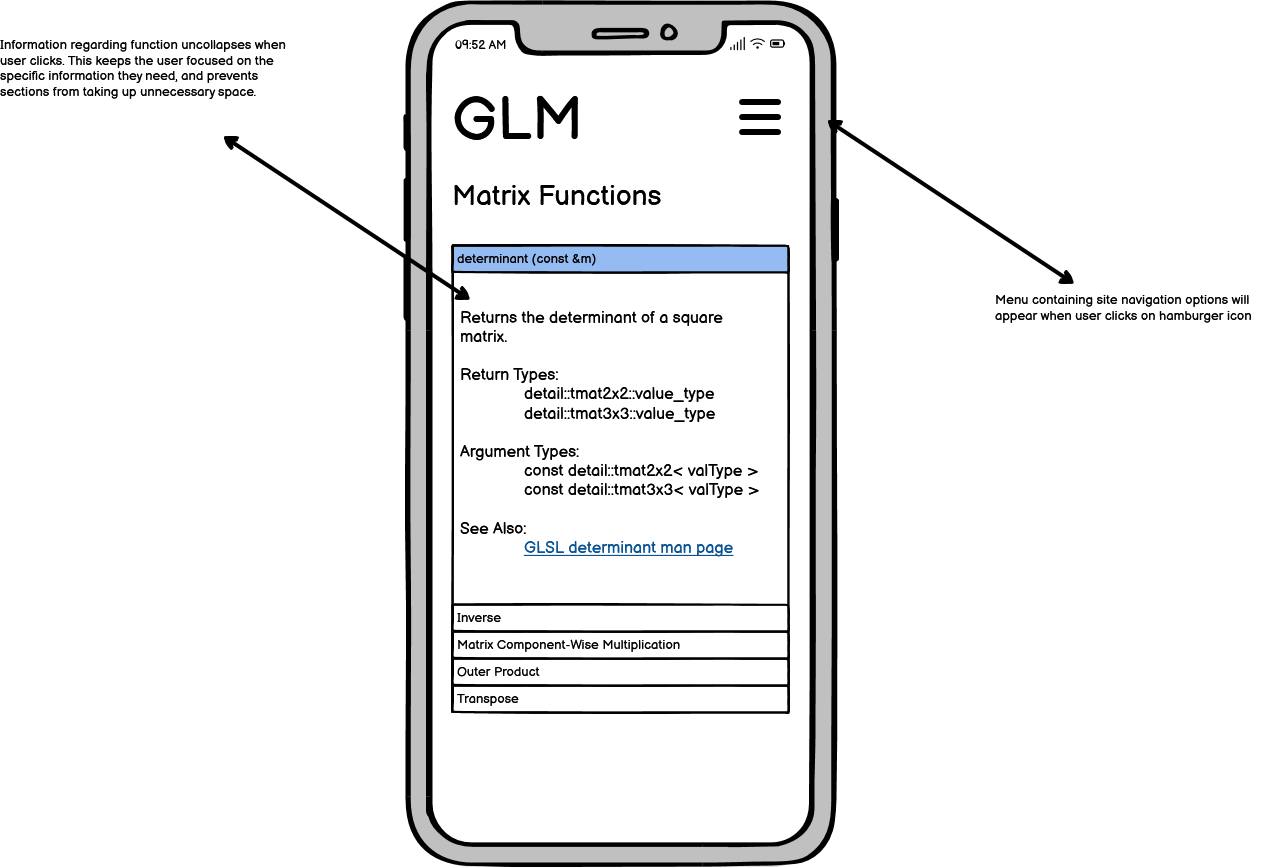 Information regarding function uncollapses when
user clicks. This keeps the user focused on the
specific information they need, and prevents
sections from taking up unnecessary space.
09:52 AM
GLM
Matrix Functions
determinant (const &m)
Returns the determinant of a square
matrix.
Return Types:
detail::tmat2x2::value_type
detail::tmat3x3::value_type
Argument Types:
const detail::tmat2x2< valType >
const detail::tmat3x3< valType >
See Also:
GLSL determinant man page
Inverse
Matrix Component-Wise Multiplication
Outer Product
Transpose
Menu containing site navigation options will
appear when user clicks on hamburger icon